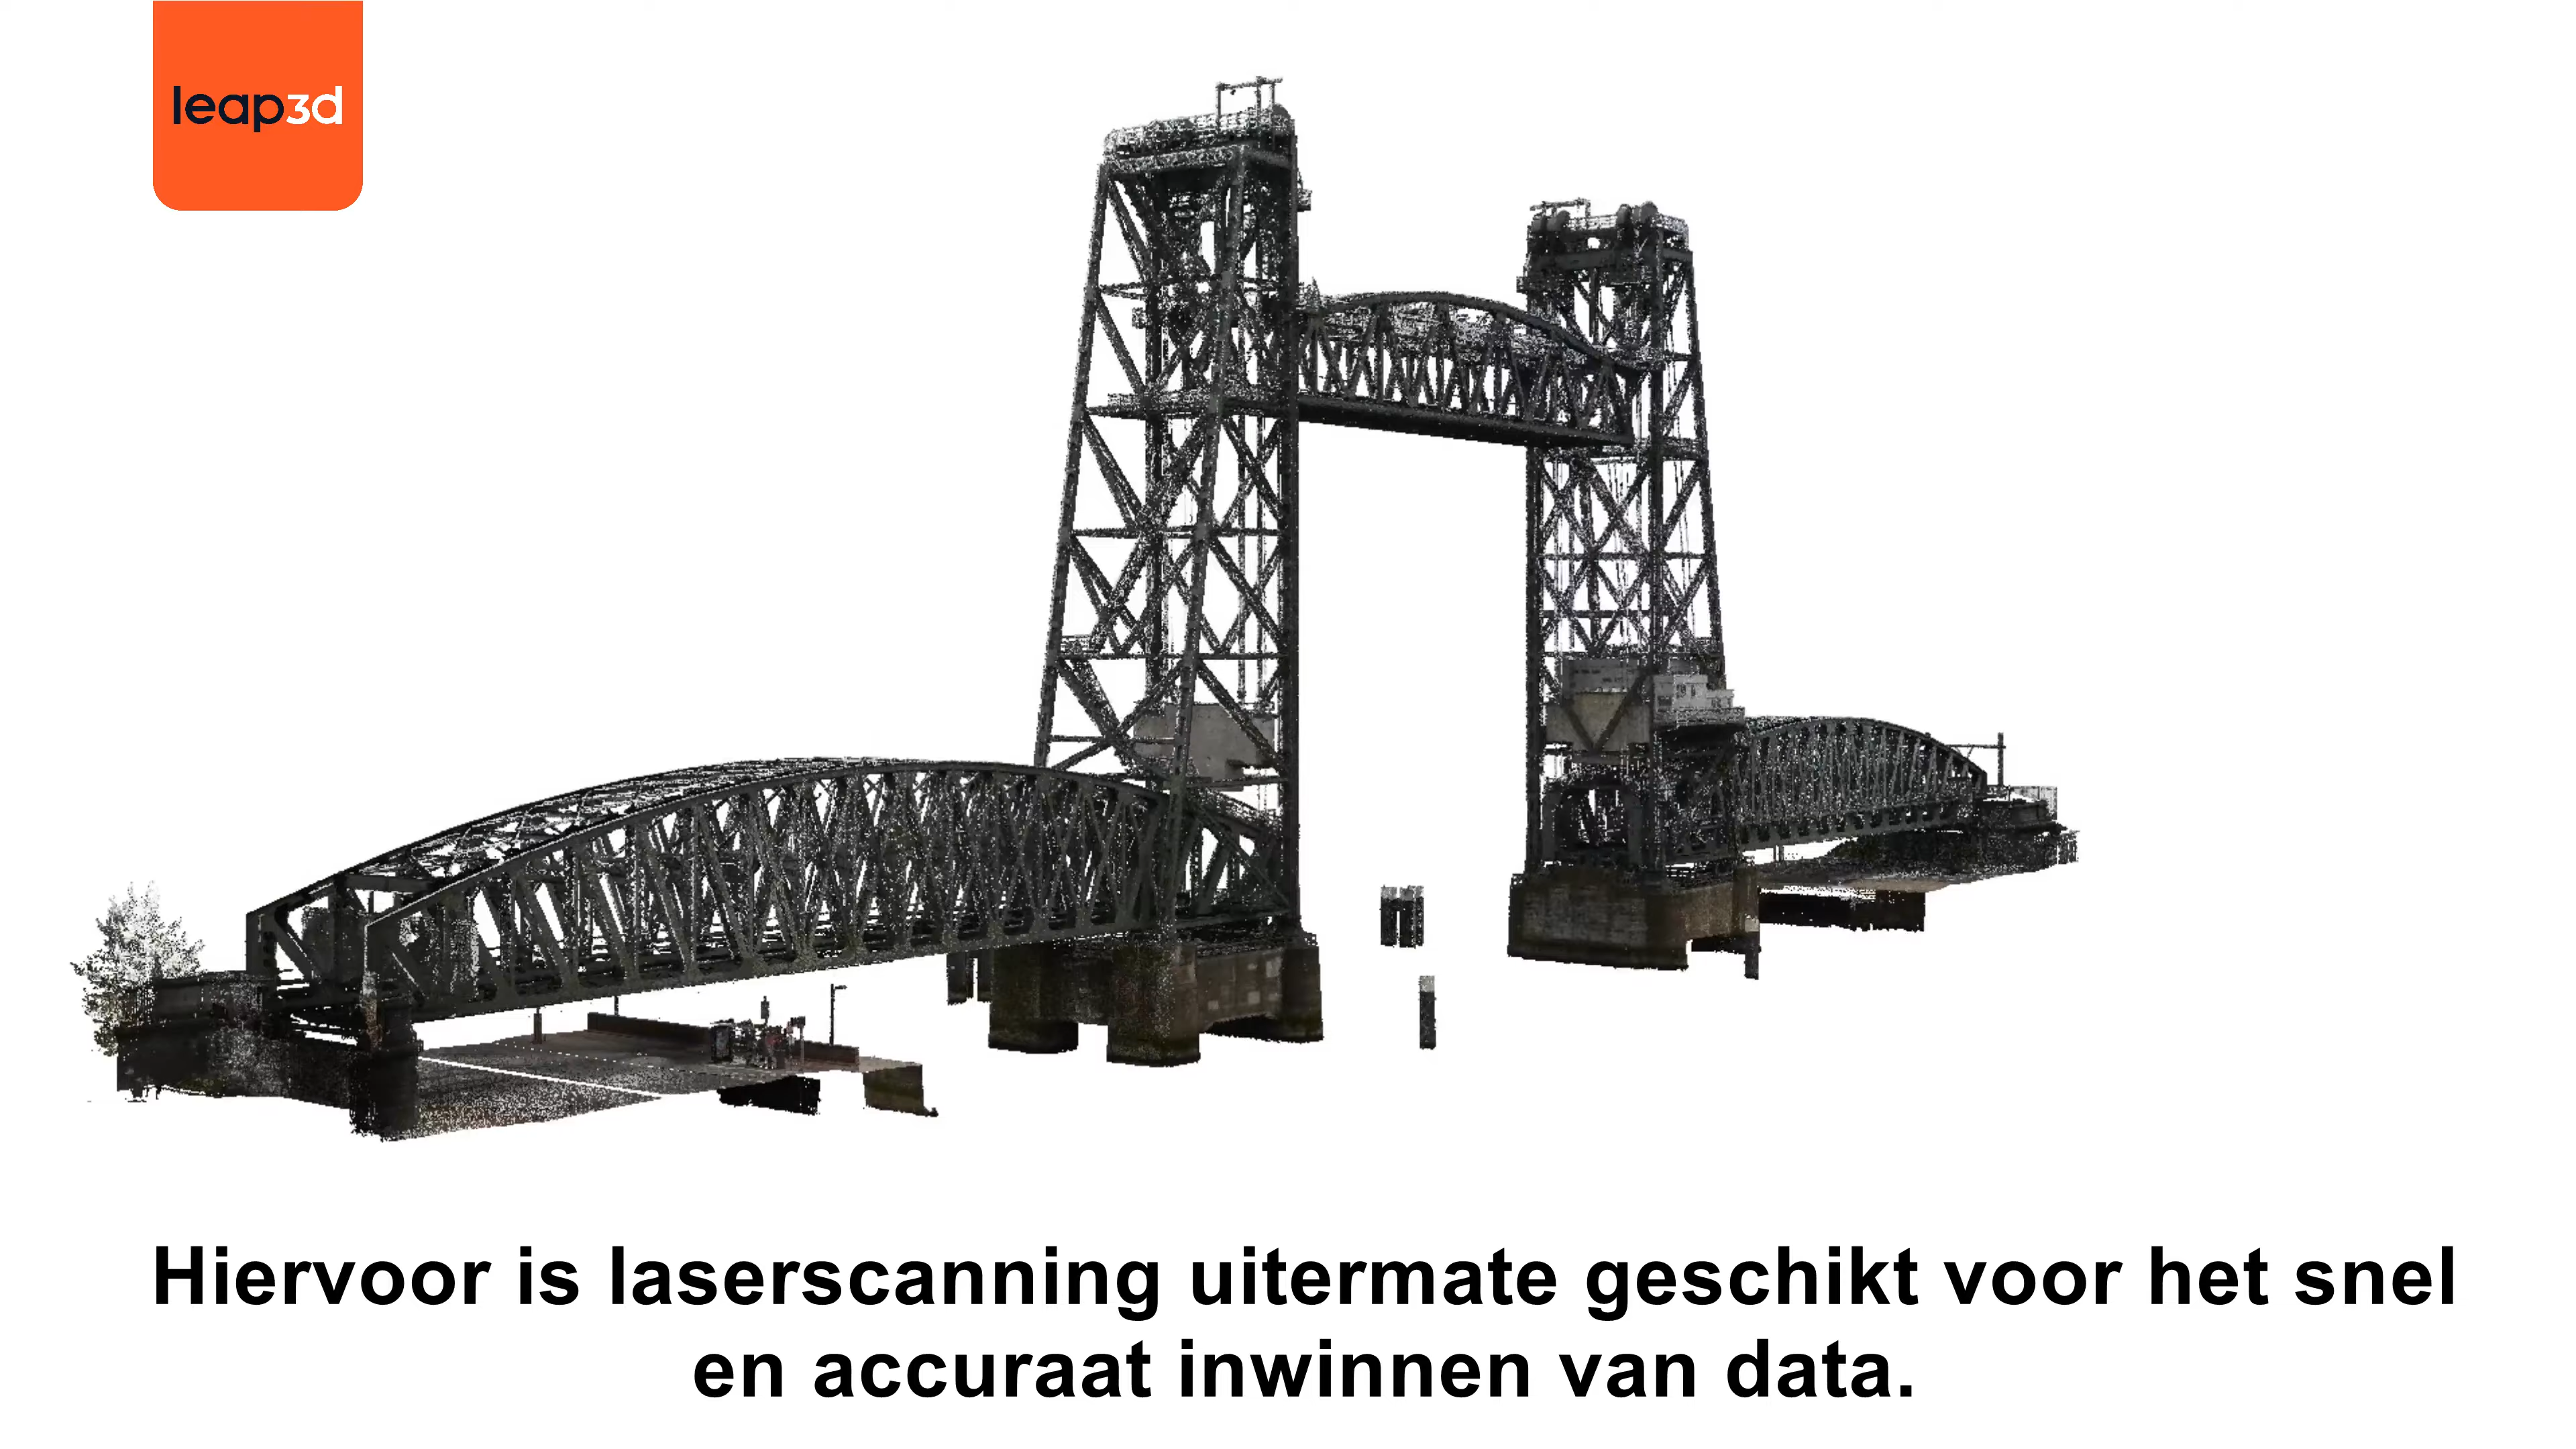 leap3d
Hiervoor is laserscanning uitermate geschikt voor het snel
en accuraat inwinnen van data.